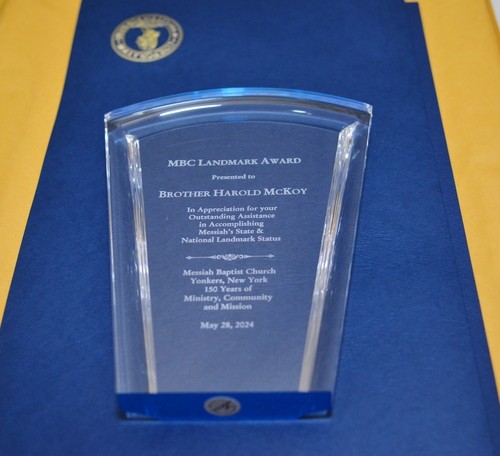 MBC LANDMARK AWARD
Presented to
BROTHER HAROLD MCKOY
In Appreciation for your
Outstanding Assistance
in Accomplishing
Messiah's State &
National Landmark Status
Messiah Baptist Church
Yonkers, New York
150 Years of
Ministry, Community
and Mission
May 28, 2024